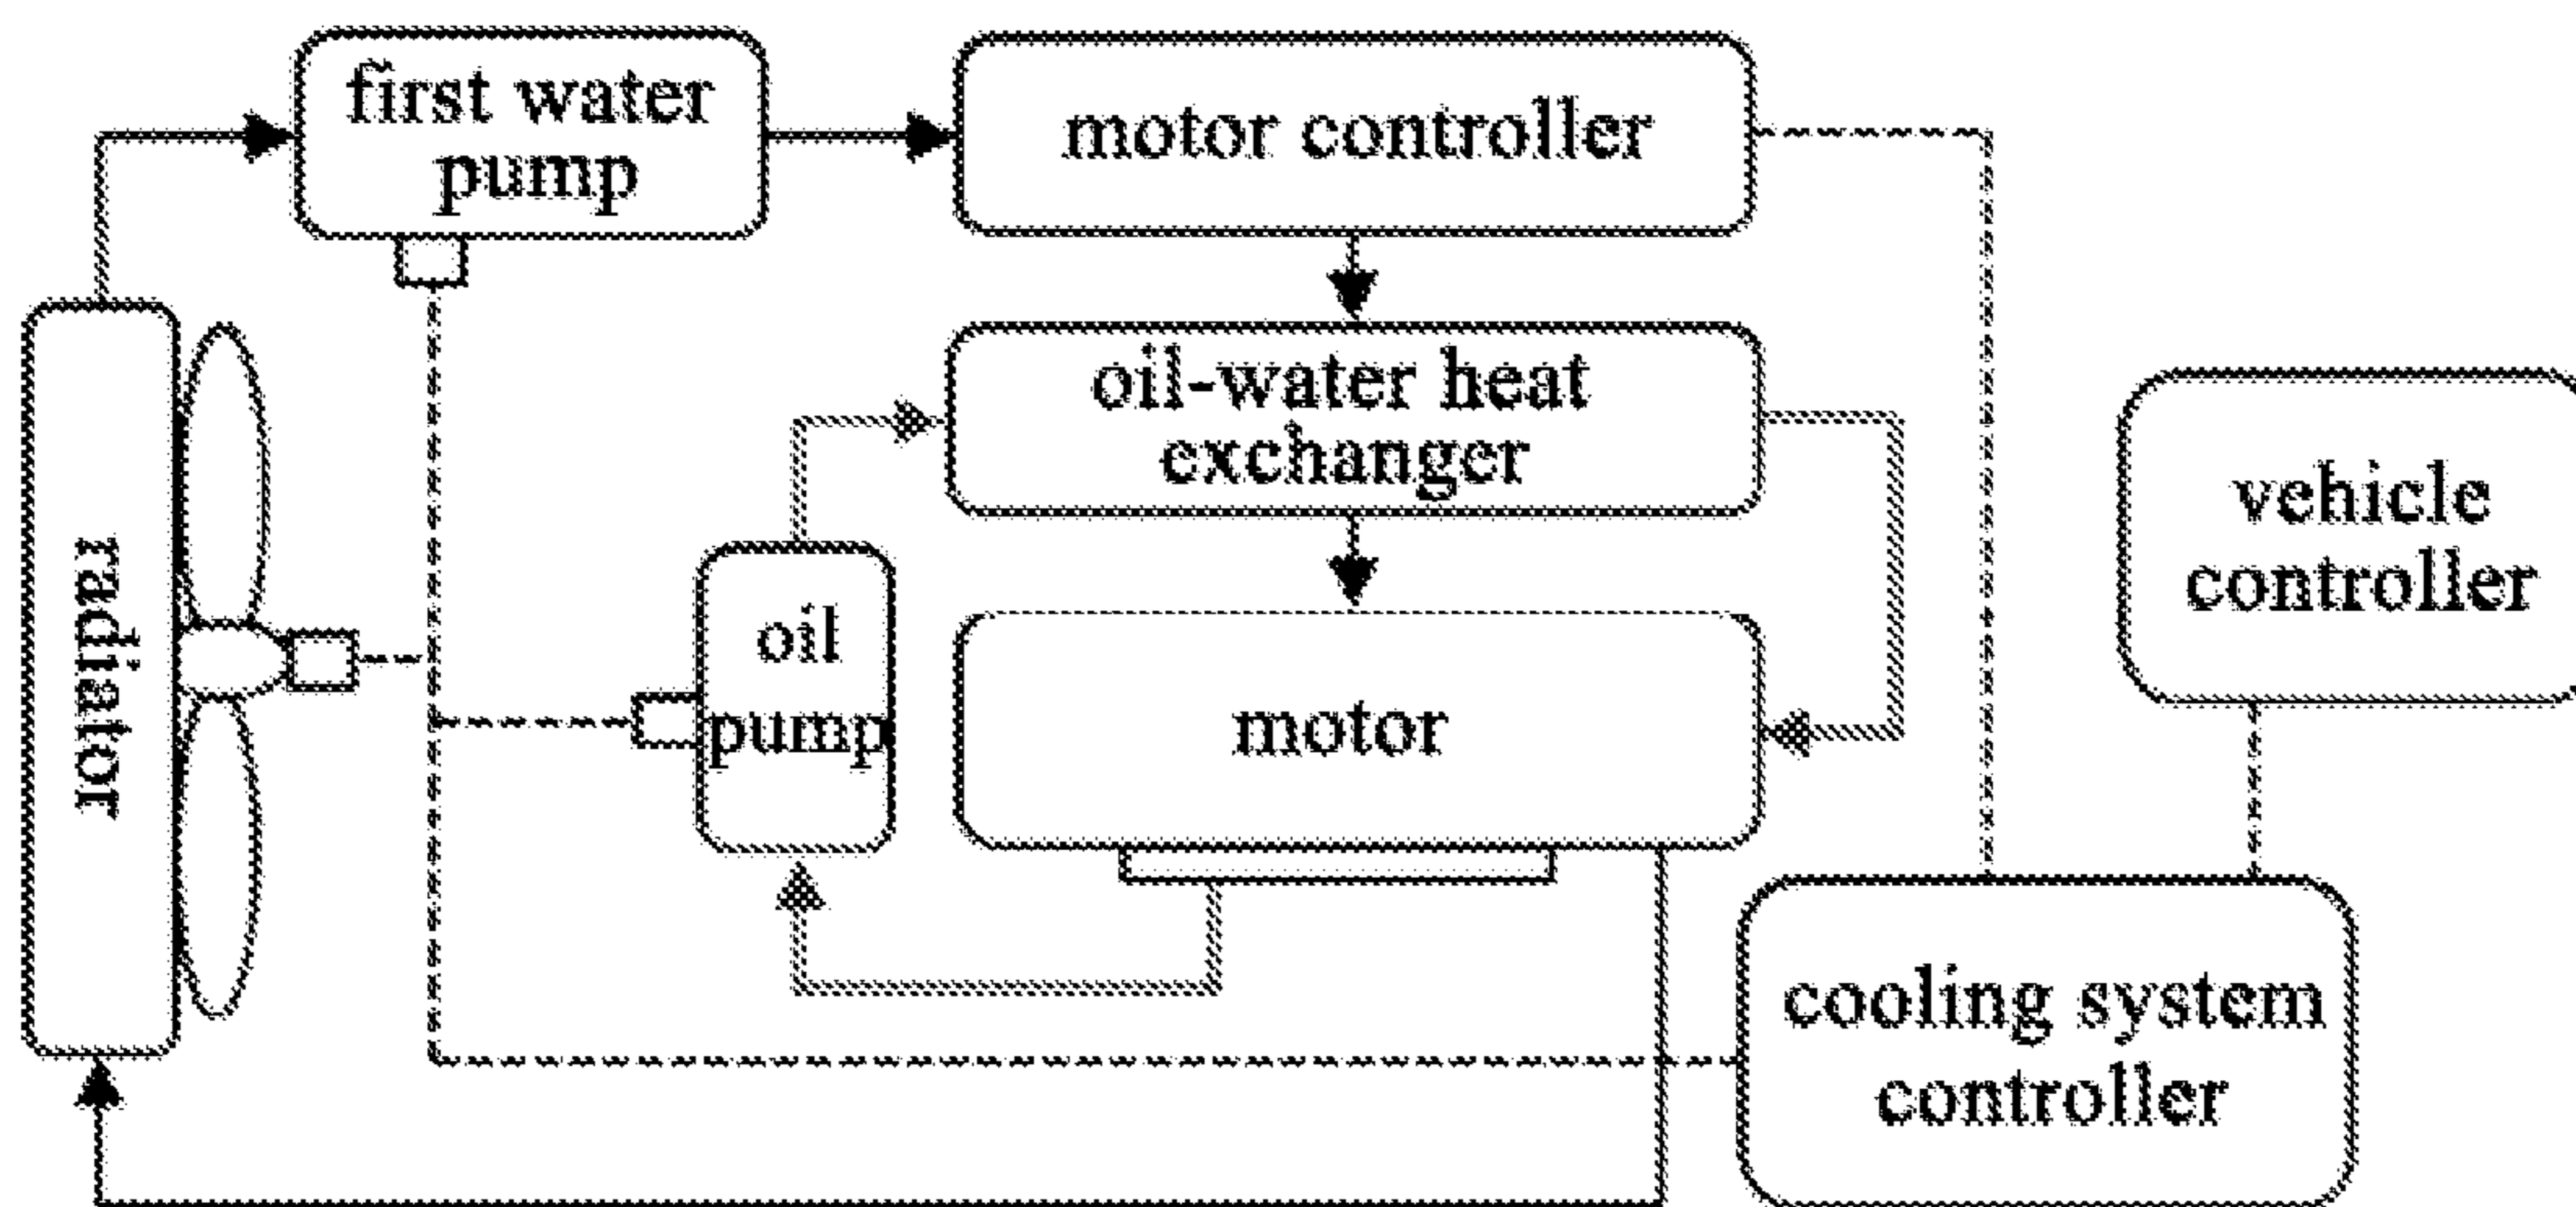 first water
pump
motor controller
oil-water heat
exchanger
vehicle
controller
radiator
oil
pump
motor
cooling system
controller